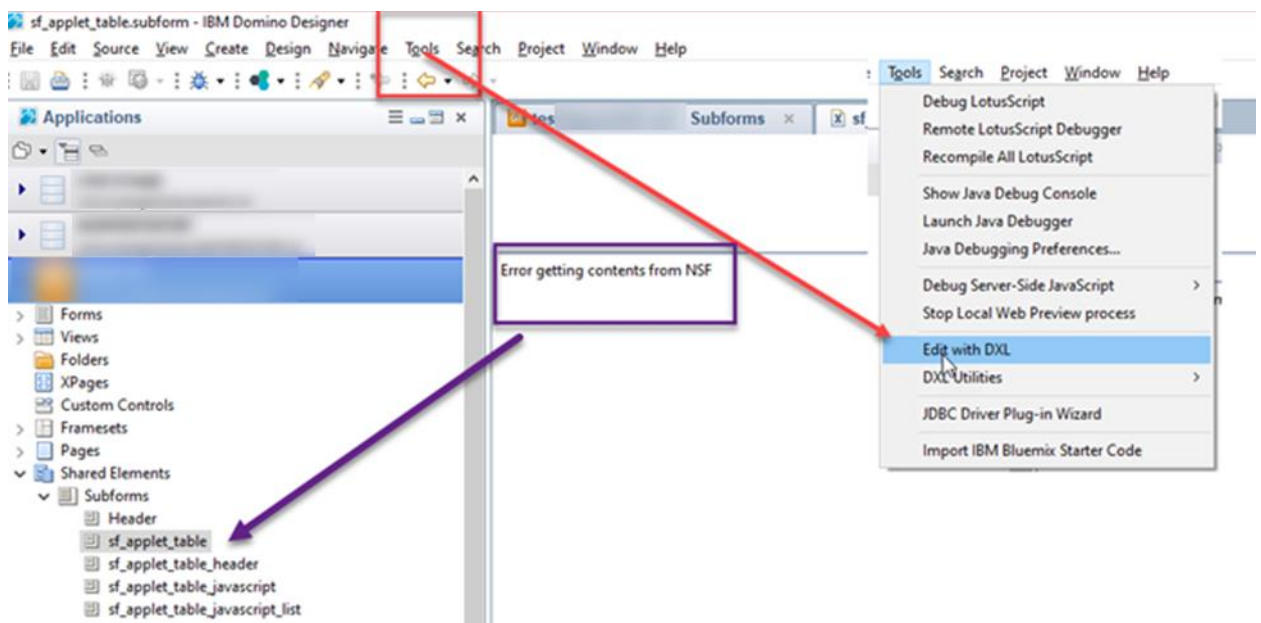 sf_applet_table.subform - IBM Domino Designer
File Edit Source View Create Design Navigate Tools Search Project Window Help
Applications
Subforms
sf_
Error getting contents from NSF
Forms
Views
Folders
XPages
Custom Controls
Framesets
Pages
Shared Elements
Subforms
Header
sf_applet_table
sf_applet_table_header
sf_applet_table_javascript
sf_applet_table_javascript_list
Tools Search Project Window Help
Debug LotusScript
Remote LotusScript Debugger
Recompile All LotusScript
Show Java Debug Console
Launch Java Debugger
Java Debugging Preferences...
Debug Server-Side JavaScript
Stop Local Web Preview process
Edit with DXL
DXL Utilities
JDBC Driver Plug-in Wizard
Import IBM Bluemix Starter Code